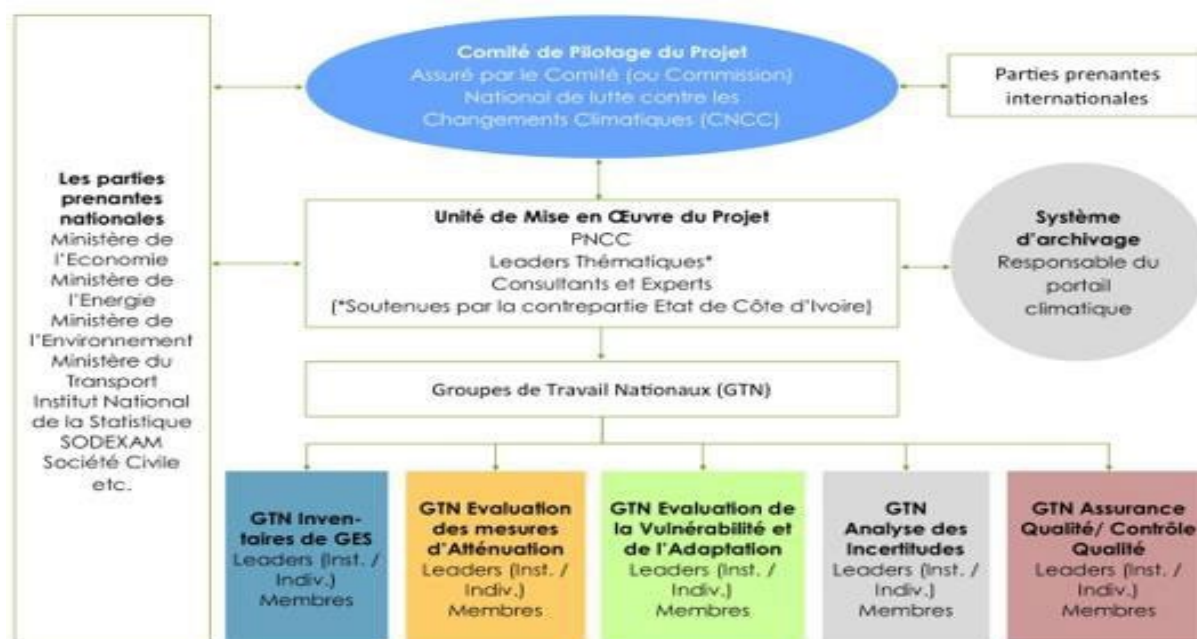 Comité de Pilotage du Projet
Assuré par le Comité (ou Commission)
National de lutte contre les
Changements Climatiques (CNCC)
Parties prenantes
internationales
Les parties
prenantes
nationales
Ministère de
l'Economie
Ministère de
l'Energie
Ministère de
l'Environnement
Ministère du
Transport
Institut National
de la Statistique
SODEXAM
Société Civile
etc.
Unité de Mise en Œuvre du Projet
PNCC
Leaders Thématiques*
Consultants et Experts
(*Soutenues par la contrepartie Etat de Côte d'Ivoire)
Système
d'archivage
Responsable du
portail
climatique
Groupes de Travail Nationaux (GTN)
GTN Inven-
taires de GES
Leaders (Inst. /
Indiv.)
Membres
GTN Evaluation
des mesures
d'Atténuation
Leaders (Inst. /
Indiv.)
Membres
GTN Evaluation de
la Vulnérabilité et
de l'Adaptation
Leaders (Inst. /
Indiv.)
Membres
GTN
Analyse des
Incertitudes
Leaders (Inst. /
Indiv.)
Membres
GTN Assurance
Qualité/ Contrôle
Qualité
Leaders (Inst. /
Indiv.)
Membres